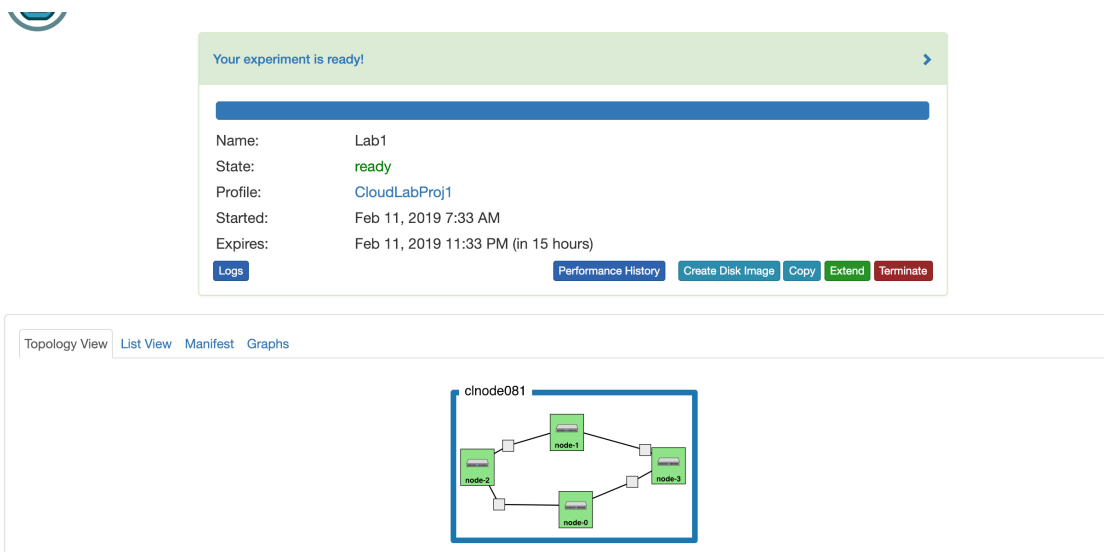 Your experiment is ready!
Name: Lab1
State: ready
Profile: CloudLabProj1
Started: Feb 11, 2019 7:33 AM
Expires: Feb 11, 2019 11:33 PM (in 15 hours)
Logs Performance History Create Disk Image Copy Extend Terminate
Topology View List View Manifest Graphs
clnode081
node-1
node-2
node-3
node-0